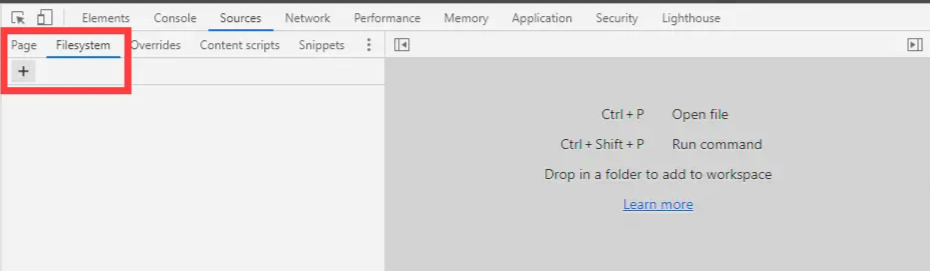 Elements Console Sources Network Performance Memory Application Security Lighthouse
Page Filesystem Overrides Content scripts Snippets
+
Ctrl + P Open file
Ctrl + Shift + P Run command
Drop in a folder to add to workspace
Learn more